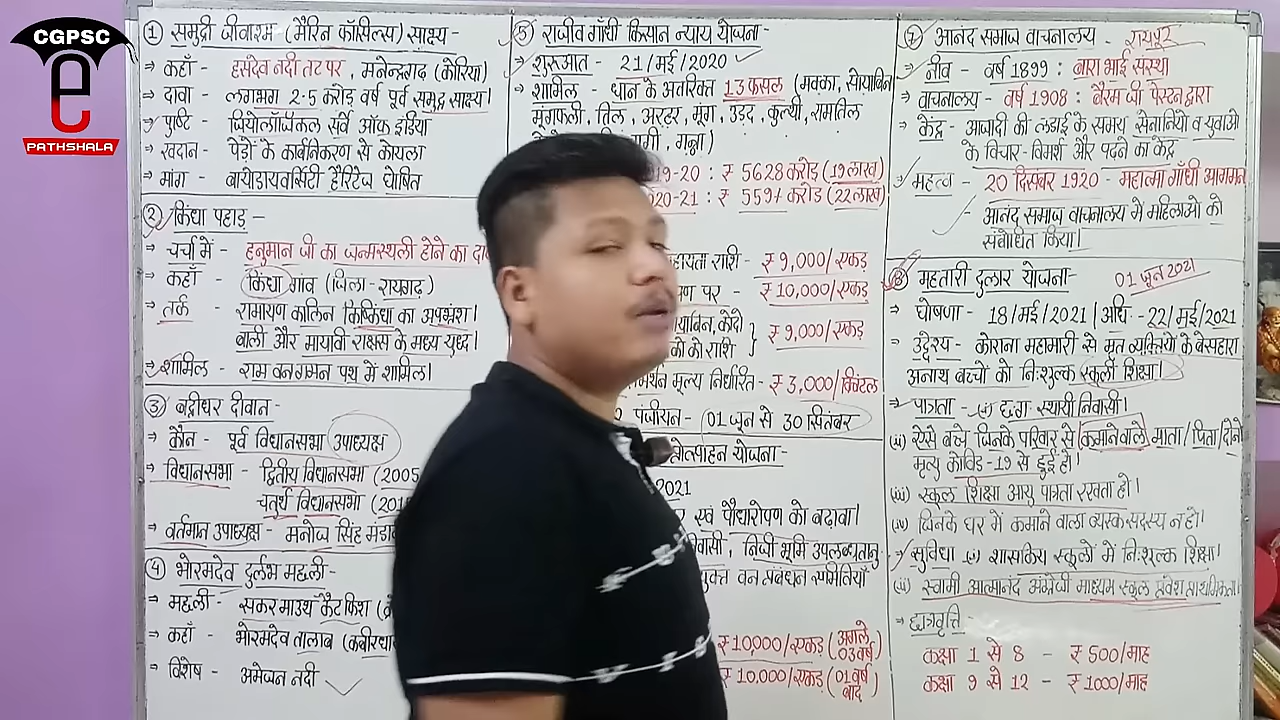 CGPSC
e
PATHSHALA
① समुद्री जीवाश्म (मैरिन फॉसिल्स) साक्ष्य -
→ कहाँ - हसदेव नदी तट पर, मनेन्द्रगढ़ (कोरिया)
→ दावा - लगभग 2.5 करोड़ वर्ष पूर्व समुद्र साक्ष्य।
→ पुष्टि - जियोलॉजिकल सर्वे ऑफ इंडिया
→ खदान - पेड़ों के कार्बनिकरण से कोयला
→ मांग - बायोडायवर्सिटी हैरिटेज घोषित
② किंधा पहाड़ -
→ चर्चा में - हनुमान जी का जन्मस्थली होने का
→ कहाँ - किंधा गांव (जिला - रायगढ़)
→ तर्क - रामायण कालिन किष्किंधा का अपभ्रंश।
बाली और मायावी राक्षस के मध्य युध्द।
→ शामिल - राम वन गमन पथ में शामिल।
③ बद्रीधर दीवान -
→ कौन - पूर्व विधानसभा उपाध्यक्ष
→ विधानसभा - द्वितीय विधानसभा (2005
चतुर्थ विधानसभा (201
→ वर्तमान उपाध्यक्ष - मनोज सिंह
④ भोरमदेव दुर्लभ मछली -
→ मछली - सकर माउथ कैट फिश
→ कहाँ - भोरमदेव तालाब (कबीरधा
→ विशेष - अमेजन नदी
⑤ राजीव गाँधी किसान न्याय योजना -
→ शुरूआत - 21/मई/2020
→ शामिल - धान के अतिरिक्त 13 फसल (मक्का, सोयाबिन
मूंगफली, तिल, अरहर, मूंग, उड़द, कुल्थी, रामतिल
गन्ना)
19-20 : ₹ 5628 करोड़ (19 लाख)
20-21 : ₹ 5597 करोड़ (22 लाख)
राशि - ₹ 9,000/एकड़
पर - ₹ 10,000/एकड़
कोदो } ₹ 9,000/एकड़
को राशि
मूल्य निर्धारित - ₹ 3,000/क्विंटल
पंजीयन - 01 जून से 30 सितंबर
योजना -
2021
एवं पौधारोपण को बढ़ावा।
निजी भूमि
वन प्रबंधन समितियाँ
₹ 10,000/एकड़ (अगले 03 वर्ष)
₹ 10,000/एकड़ (01 वर्ष बाद)
⑦ आनंद समाज वाचनालय - रायपुर
→ नींव - वर्ष 1899 : बारा भाई संस्था
→ वाचनालय - वर्ष 1908 : बैरम जी पेस्टन द्वारा
→ केंद्र - आजादी की लड़ाई के समय सेनानियों व युवाओं
के विचार-विमर्श और पढ़ने का केंद्र
→ महत्व - 20 दिसंबर 1920 - महात्मा गाँधी आगमन
- आनंद समाज वाचनालय में महिलाओं को
संबोधित किया।
⑧ महतारी दुलार योजना - 01 जून 2021
→ घोषणा - 18/मई/2021 | अधि. - 22/मई/2021
→ उद्देश्य - कोराना महामारी से मृत व्यक्तियों के बेसहारा
अनाथ बच्चों को निःशुल्क स्कूली शिक्षा।
→ पात्रता - (i) छ.ग. स्थायी निवासी।
(ii) ऐसे बच्चे जिनके परिवार से कमाने वाले माता/पिता/दोनो
मृत्यु कोविड-19 से हुई हो।
(iii) स्कूल शिक्षा आयु पात्रता रखता हो।
(iv) जिनके घर में कमाने वाला व्यस्क सदस्य न हो।
→ सुविधा (i) शासकिय स्कूलों में निःशुल्क शिक्षा।
(ii) स्वामी आत्मानंद अंग्रेजी माध्यम स्कूल प्रवेश प्राथमिकता।
→ छात्रवृत्ति -
कक्षा 1 से 8 - ₹ 500/माह
कक्षा 9 से 12 - ₹ 1000/माह